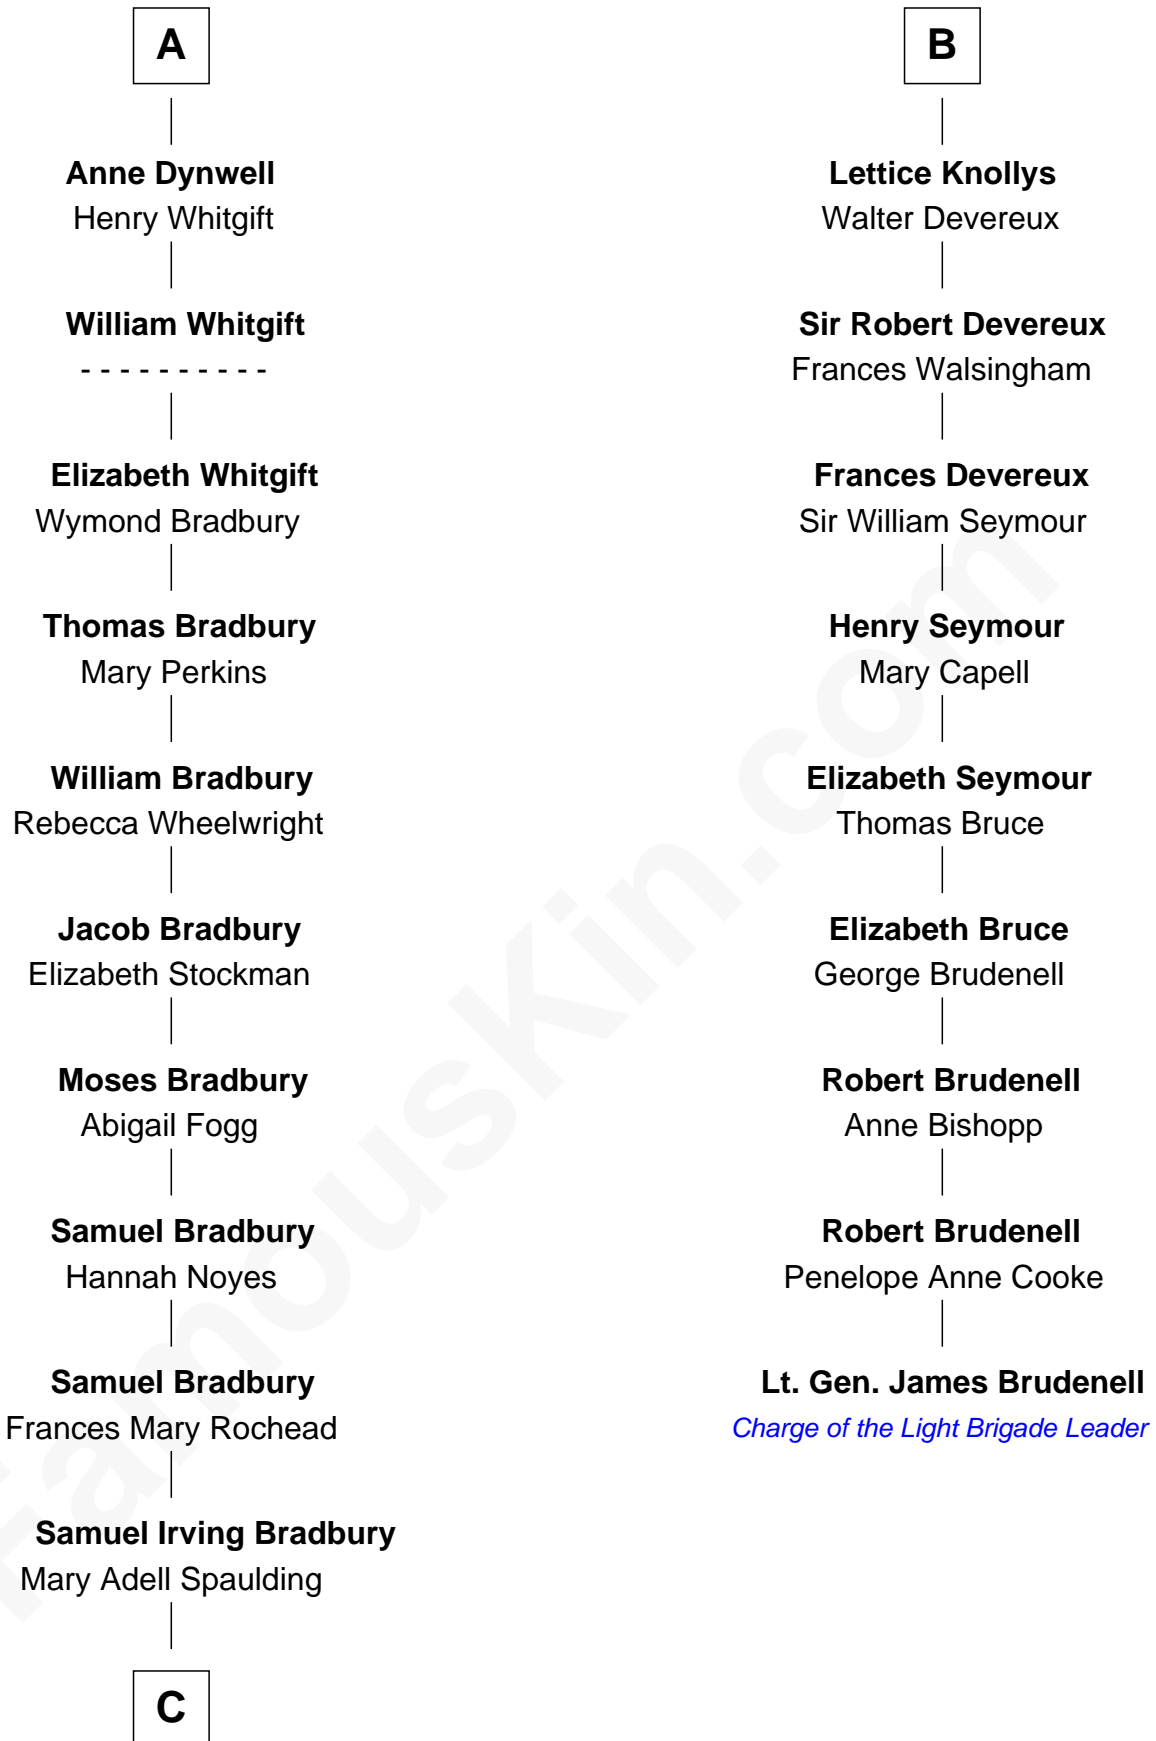 A
Anne Dynwell
Henry Whitgift
William Whitgift
- - - - - - - - - -
Elizabeth Whitgift
Wymond Bradbury
Thomas Bradbury
Mary Perkins
William Bradbury
Rebecca Wheelwright
Jacob Bradbury
Elizabeth Stockman
Moses Bradbury
Abigail Fogg
Samuel Bradbury
Hannah Noyes
Samuel Bradbury
Frances Mary Rochead
Samuel Irving Bradbury
Mary Adell Spaulding
C
B
Lettice Knollys
Walter Devereux
Sir Robert Devereux
Frances Walsingham
Frances Devereux
Sir William Seymour
Henry Seymour
Mary Capell
Elizabeth Seymour
Thomas Bruce
Elizabeth Bruce
George Brudenell
Robert Brudenell
Anne Bishopp
Robert Brudenell
Penelope Anne Cooke
Lt. Gen. James Brudenell
Charge of the Light Brigade Leader
FamousKin.com